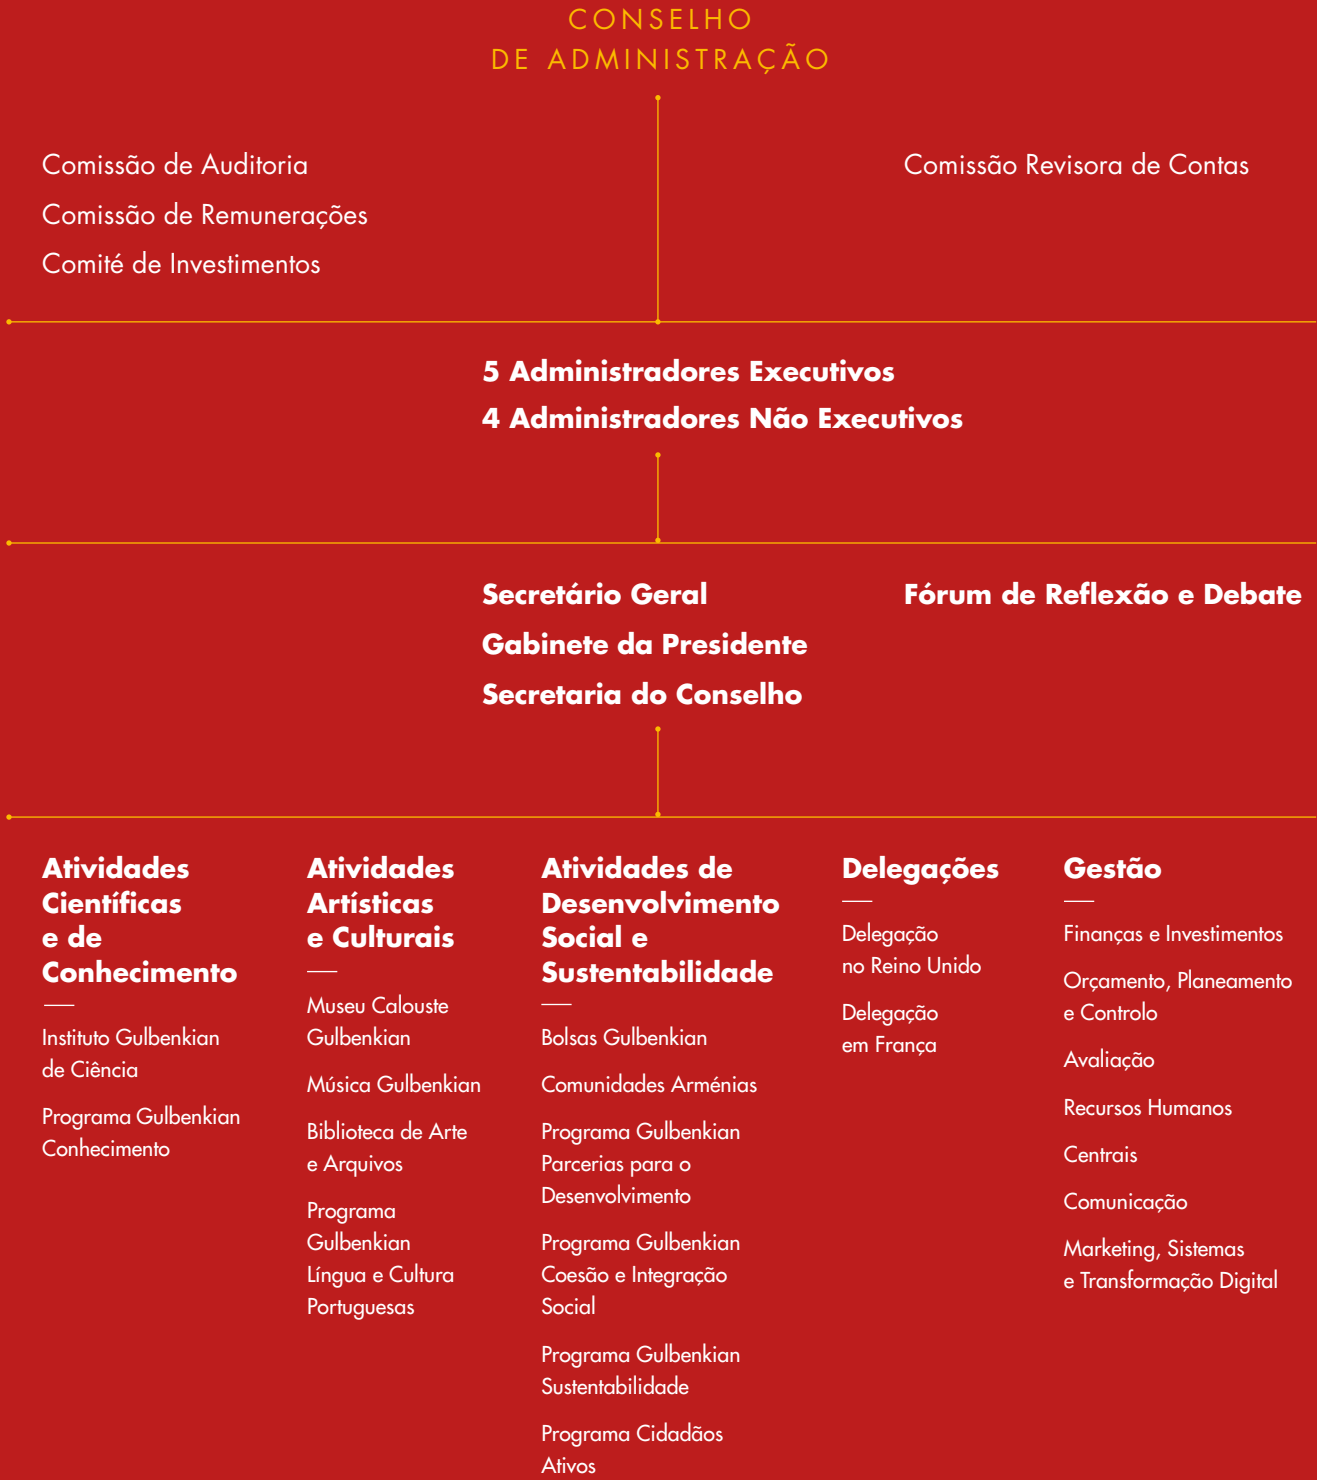 CONSELHO
DE ADMINISTRAÇÃO
Comissão de Auditoria
Comissão de Remunerações
Comité de Investimentos
Comissão Revisora de Contas
5 Administradores Executivos
4 Administradores Não Executivos
Secretário Geral
Gabinete da Presidente
Secretaria do Conselho
Fórum de Reflexão e Debate
Atividades
Científicas
e de
Conhecimento
Instituto Gulbenkian
de Ciência
Programa Gulbenkian
Conhecimento
Atividades
Artísticas
e Culturais
Museu Calouste
Gulbenkian
Música Gulbenkian
Biblioteca de Arte
e Arquivos
Programa
Gulbenkian
Língua e Cultura
Portuguesas
Atividades de
Desenvolvimento
Social e
Sustentabilidade
Bolsas Gulbenkian
Comunidades Arménias
Programa Gulbenkian
Parcerias para o
Desenvolvimento
Programa Gulbenkian
Coesão e Integração
Social
Programa Gulbenkian
Sustentabilidade
Programa Cidadãos
Ativos
Delegações
Delegação
no Reino Unido
Delegação
em França
Gestão
Finanças e Investimentos
Orçamento, Planeamento
e Controlo
Avaliação
Recursos Humanos
Centrais
Comunicação
Marketing, Sistemas
e Transformação Digital